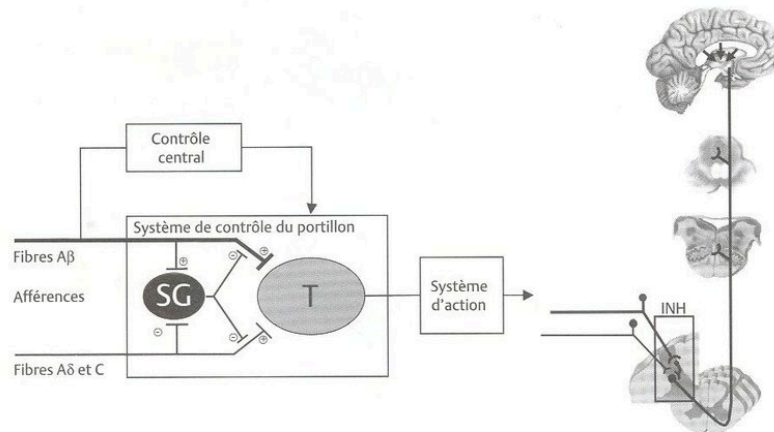 Contrôle
central
Système de contrôle du portillon
Fibres Aβ
⊖
⊕
⊕
Afférences
SG
T
Système
d'action
INH
⊖
⊖
⊕
Fibres Aδ et C